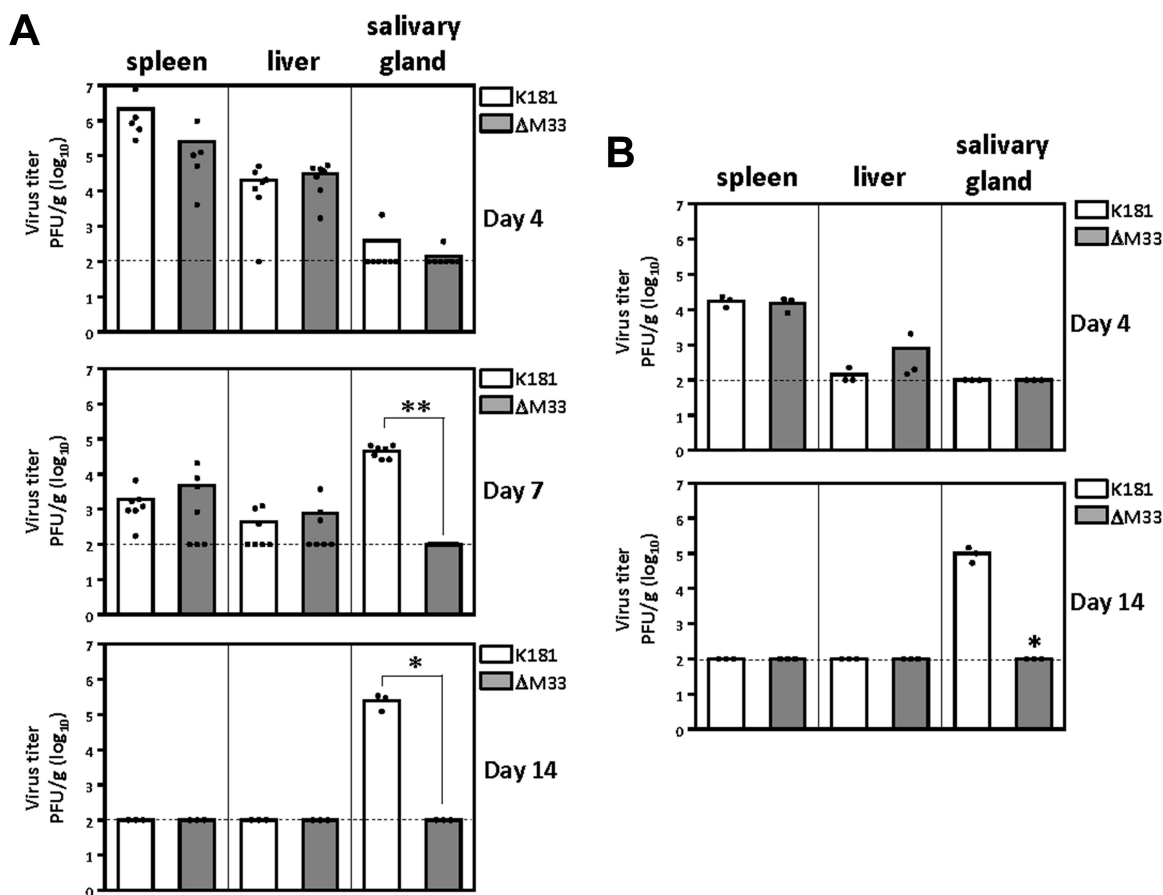 A
spleen
liver
salivary
gland
7
6
5
4
3
2
1
0
Virus titer
PFU/g (log10)
K181
ΔM33
Day 4
7
6
5
4
3
2
1
0
Virus titer
PFU/g (log10)
**
K181
ΔM33
Day 7
7
6
5
4
3
2
1
0
Virus titer
PFU/g (log10)
*
K181
ΔM33
Day 14
B
spleen
liver
salivary
gland
7
6
5
4
3
2
1
0
Virus titer
PFU/g (log10)
K181
ΔM33
Day 4
7
6
5
4
3
2
1
0
Virus titer
PFU/g (log10)
*
K181
ΔM33
Day 14